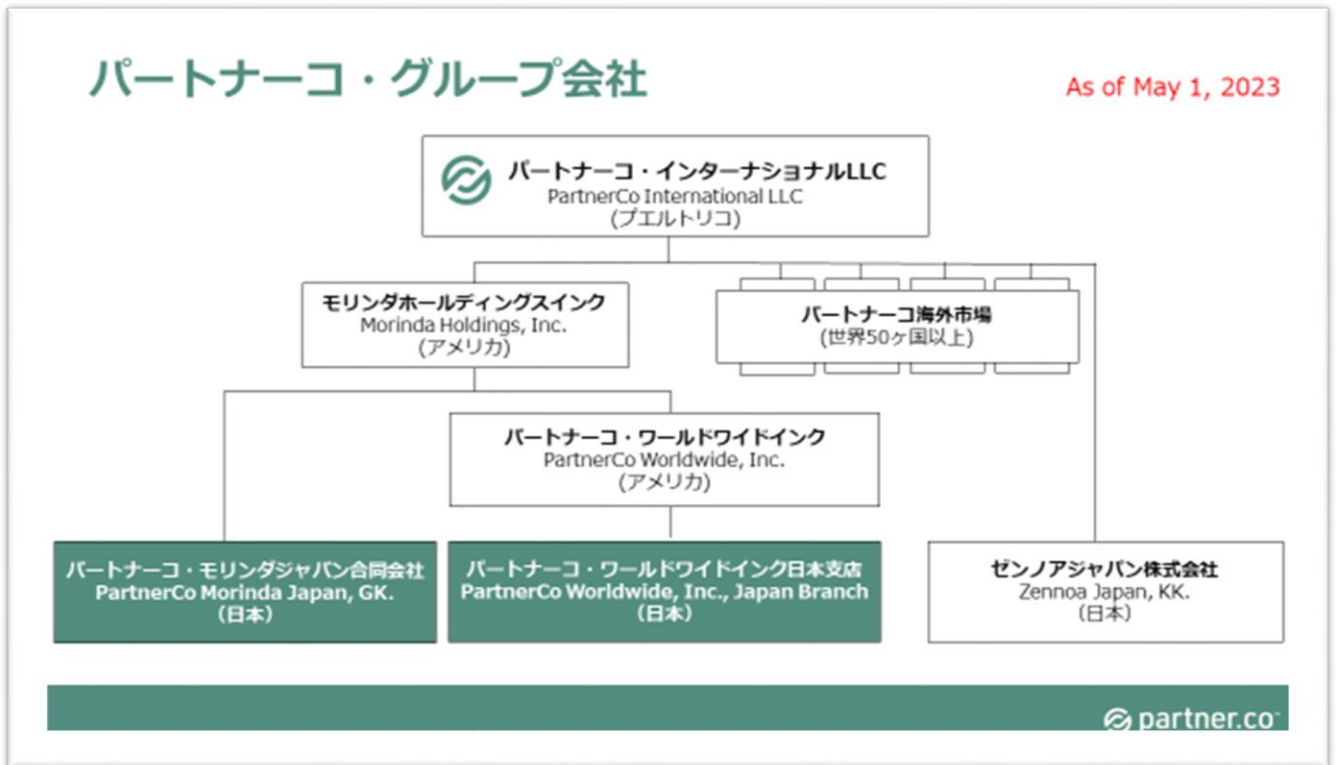 パートナーコ・グループ会社
As of May 1, 2023
パートナーコ・インターナショナルLLC
PartnerCo International LLC
(プエルトリコ)
モリンダホールディングスインク
Morinda Holdings, Inc.
(アメリカ)
パートナーコ海外市場
(世界50ヶ国以上)
パートナーコ・ワールドワイドインク
PartnerCo Worldwide, Inc.
(アメリカ)
パートナーコ・モリンダジャパン合同会社
PartnerCo Morinda Japan, GK.
(日本)
パートナーコ・ワールドワイドインク日本支店
PartnerCo Worldwide, Inc., Japan Branch
(日本)
ゼンノアジャパン株式会社
Zennoa Japan, KK.
(日本)
partner.co